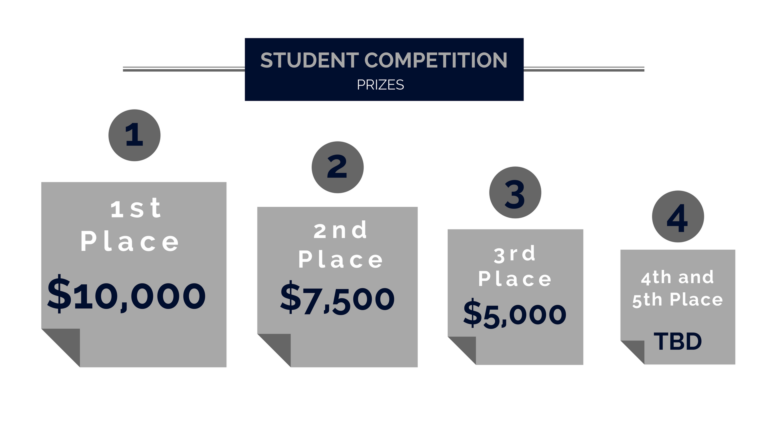 STUDENT COMPETITION
PRIZES
1
1st
Place
$10,000
2
2nd
Place
$7,500
3
3rd
Place
$5,000
4
4th and
5th Place
TBD